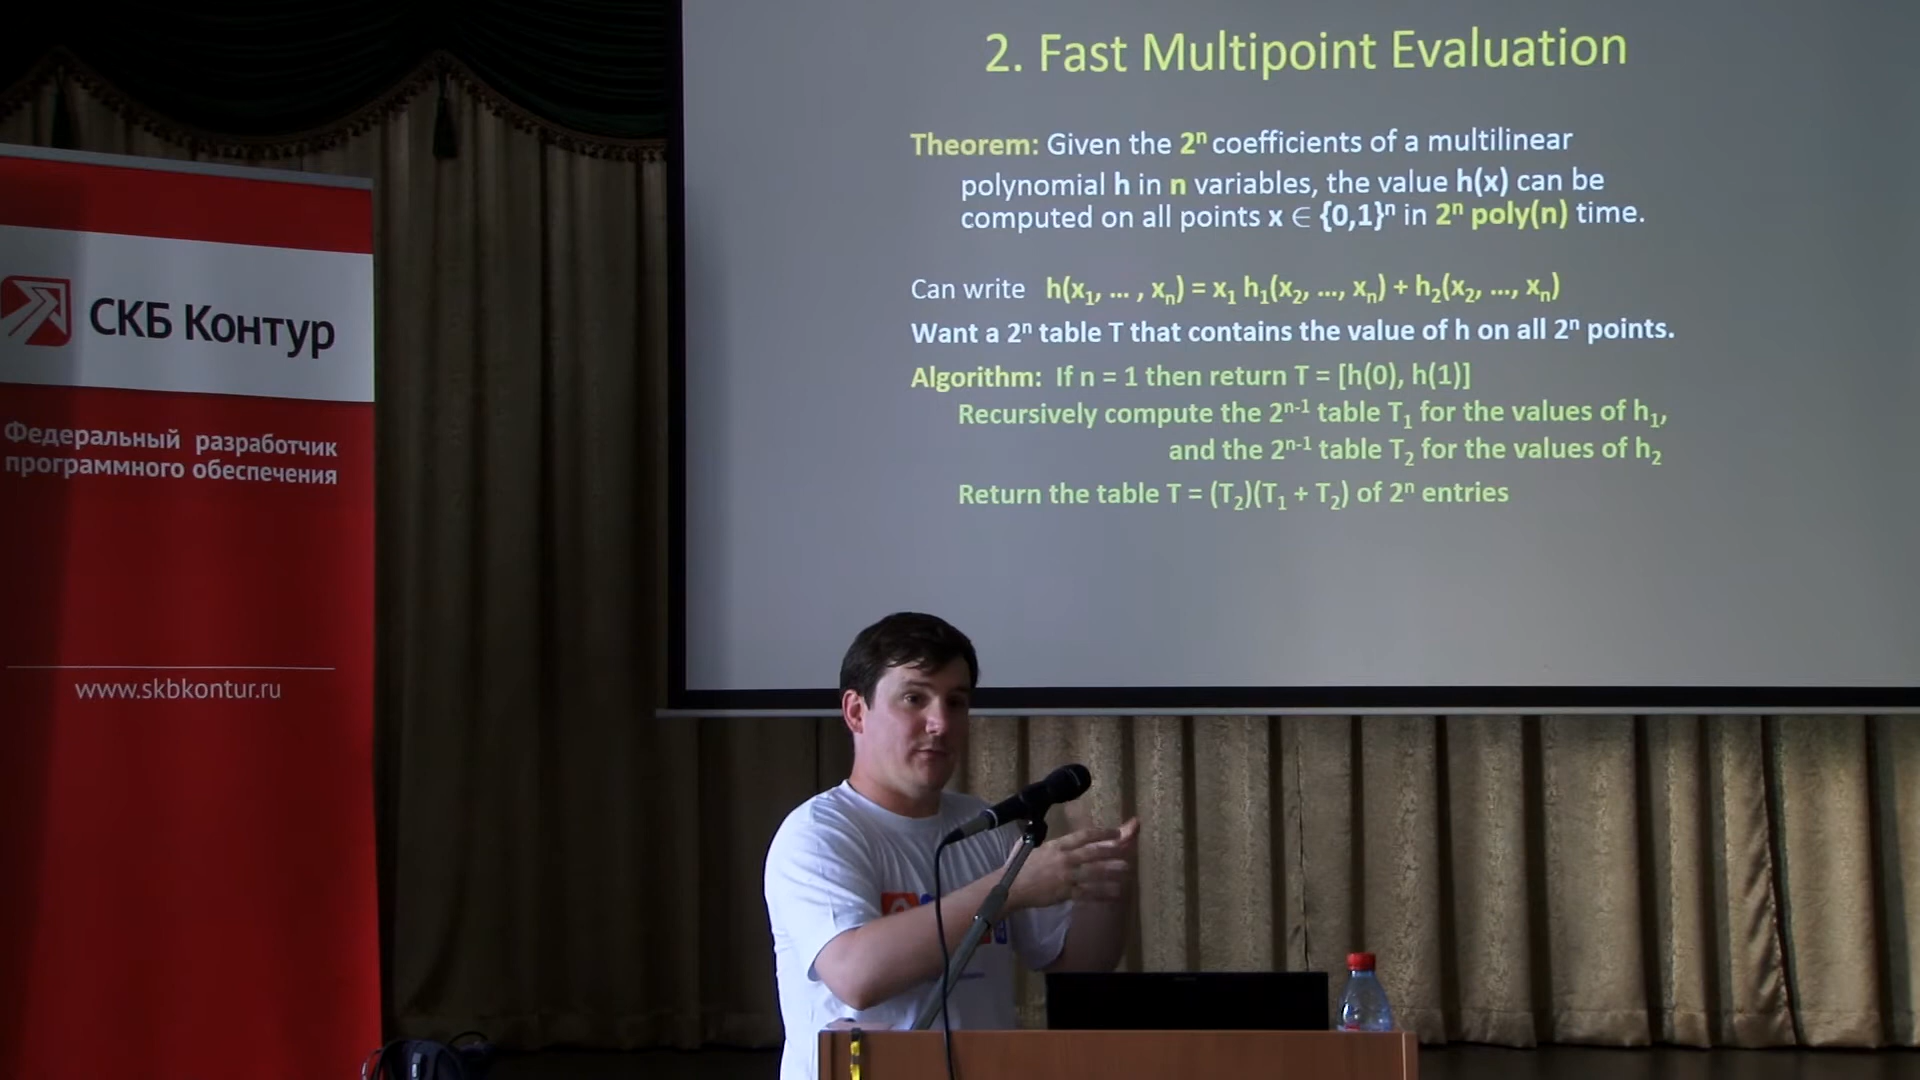 2. Fast Multipoint Evaluation
Theorem: Given the 2ⁿ coefficients of a multilinear
polynomial h in n variables, the value h(x) can be
computed on all points x ∈ {0,1}ⁿ in 2ⁿ poly(n) time.
Can write h(x₁, ... , xₙ) = x₁ h₁(x₂, ..., xₙ) + h₂(x₂, ..., xₙ)
Want a 2ⁿ table T that contains the value of h on all 2ⁿ points.
Algorithm: If n = 1 then return T = [h(0), h(1)]
Recursively compute the 2ⁿ⁻¹ table T₁ for the values of h₁,
and the 2ⁿ⁻¹ table T₂ for the values of h₂
Return the table T = (T₂)(T₁ + T₂) of 2ⁿ entries
СКБ Контур
Федеральный разработчик
программного обеспечения
www.skbkontur.ru